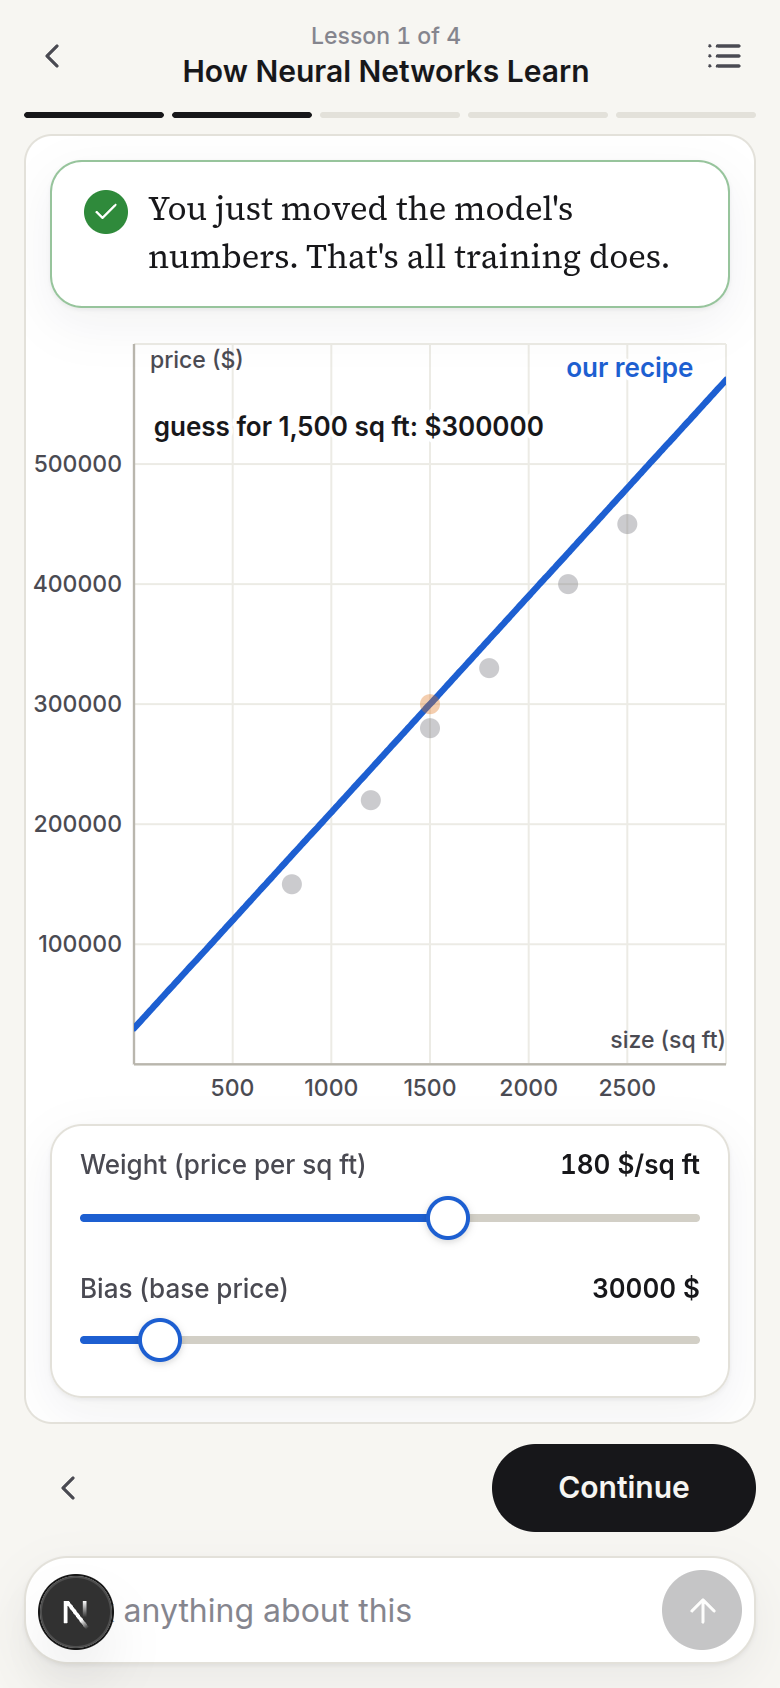 Lesson 1 of 4
How Neural Networks Learn
You just moved the model's
numbers. That's all training does.
price ($)
our recipe
guess for 1,500 sq ft: $300000
500000
400000
300000
200000
100000
size (sq ft)
500 1000 1500 2000 2500
Weight (price per sq ft) 180 $/sq ft
Bias (base price) 30000 $
Continue
N anything about this